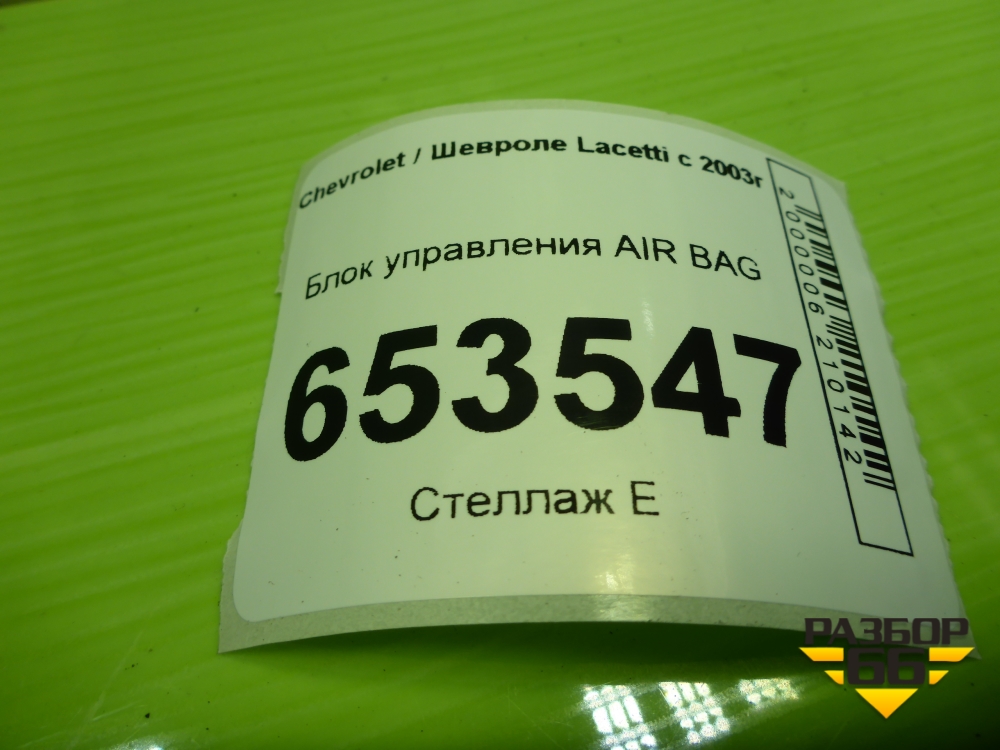 Chevrolet / Шевроле Lacetti с 2003г
Блок управления AIR BAG
653547
Стеллаж Е
2000006210142
РАЗБОР
66